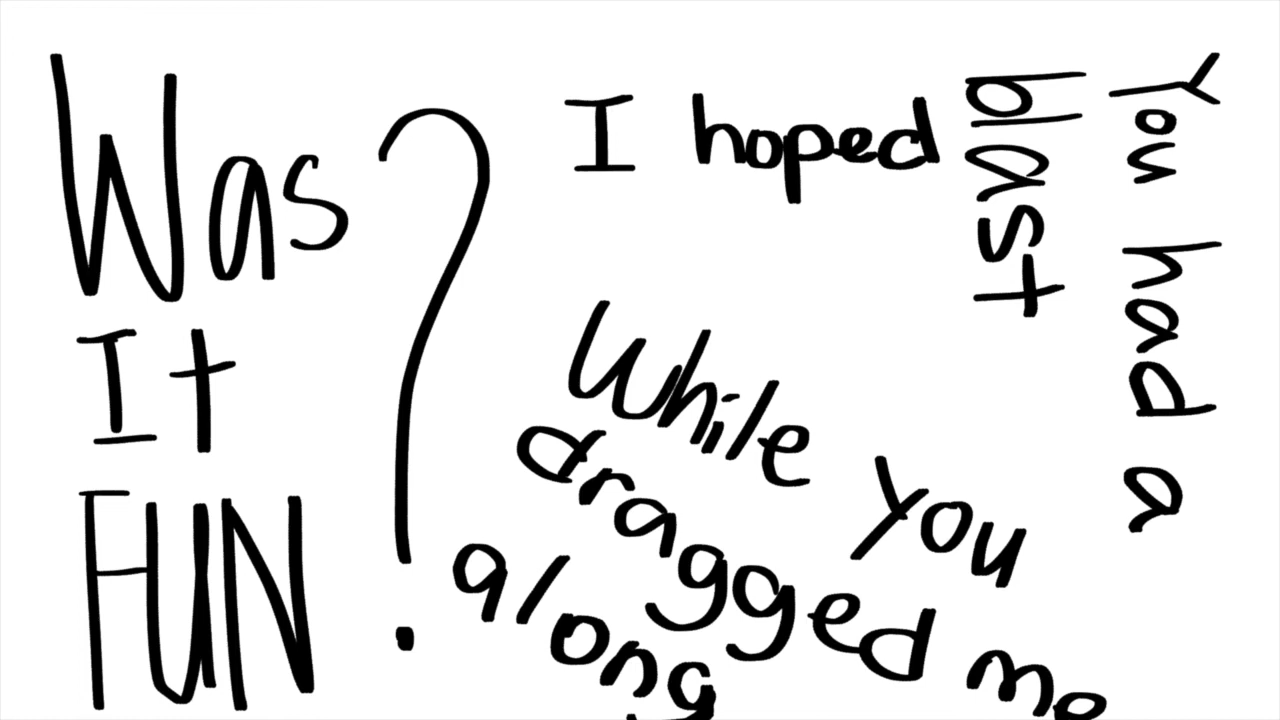 Was
It
FUN
?
I hoped
You had a
blast
While you
dragged me
along